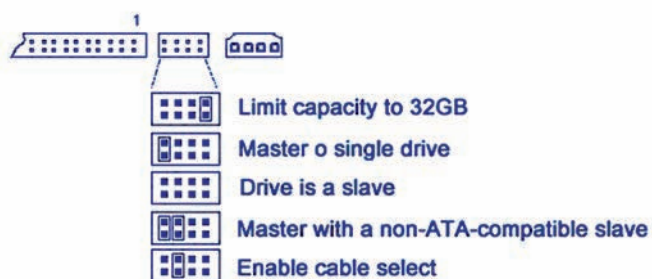 1
Limit capacity to 32GB
Master o single drive
Drive is a slave
Master with a non-ATA-compatible slave
Enable cable select